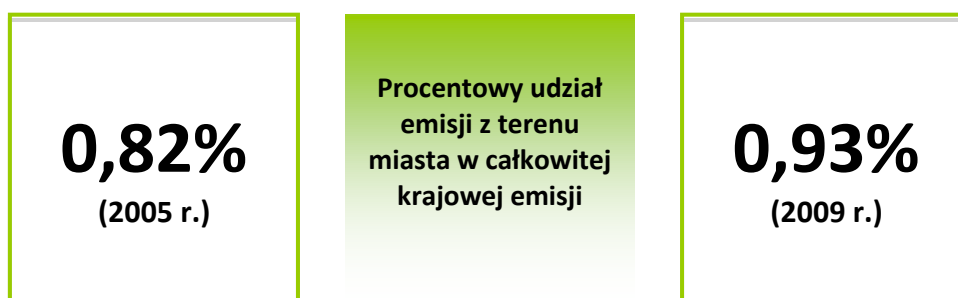 0,82%
(2005 r.)
Procentowy udział
emisji z terenu
miasta w całkowitej
krajowej emisji
0,93%
(2009 r.)